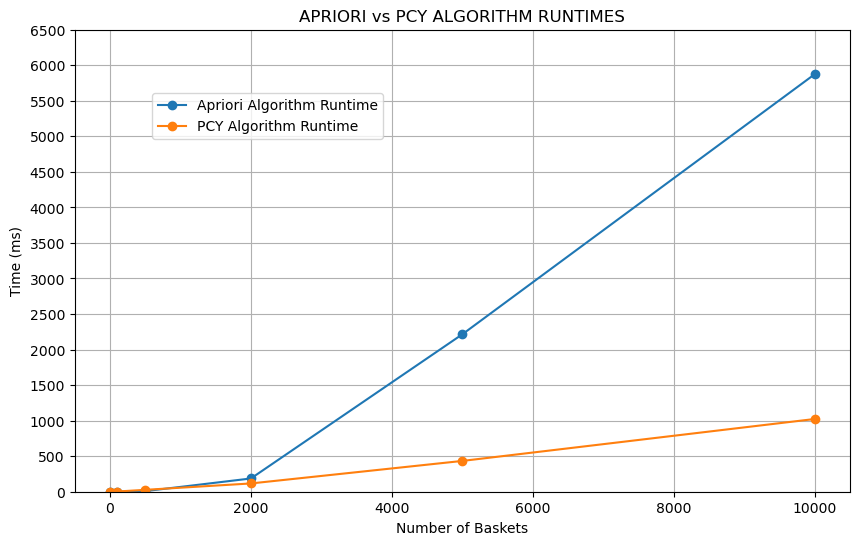 APRIORI vs PCY ALGORITHM RUNTIMES
6500
6000
5500
5000
4500
4000
3500
3000
2500
2000
1500
1000
500
0
Time (ms)
Apriori Algorithm Runtime
PCY Algorithm Runtime
0 2000 4000 6000 8000 10000
Number of Baskets